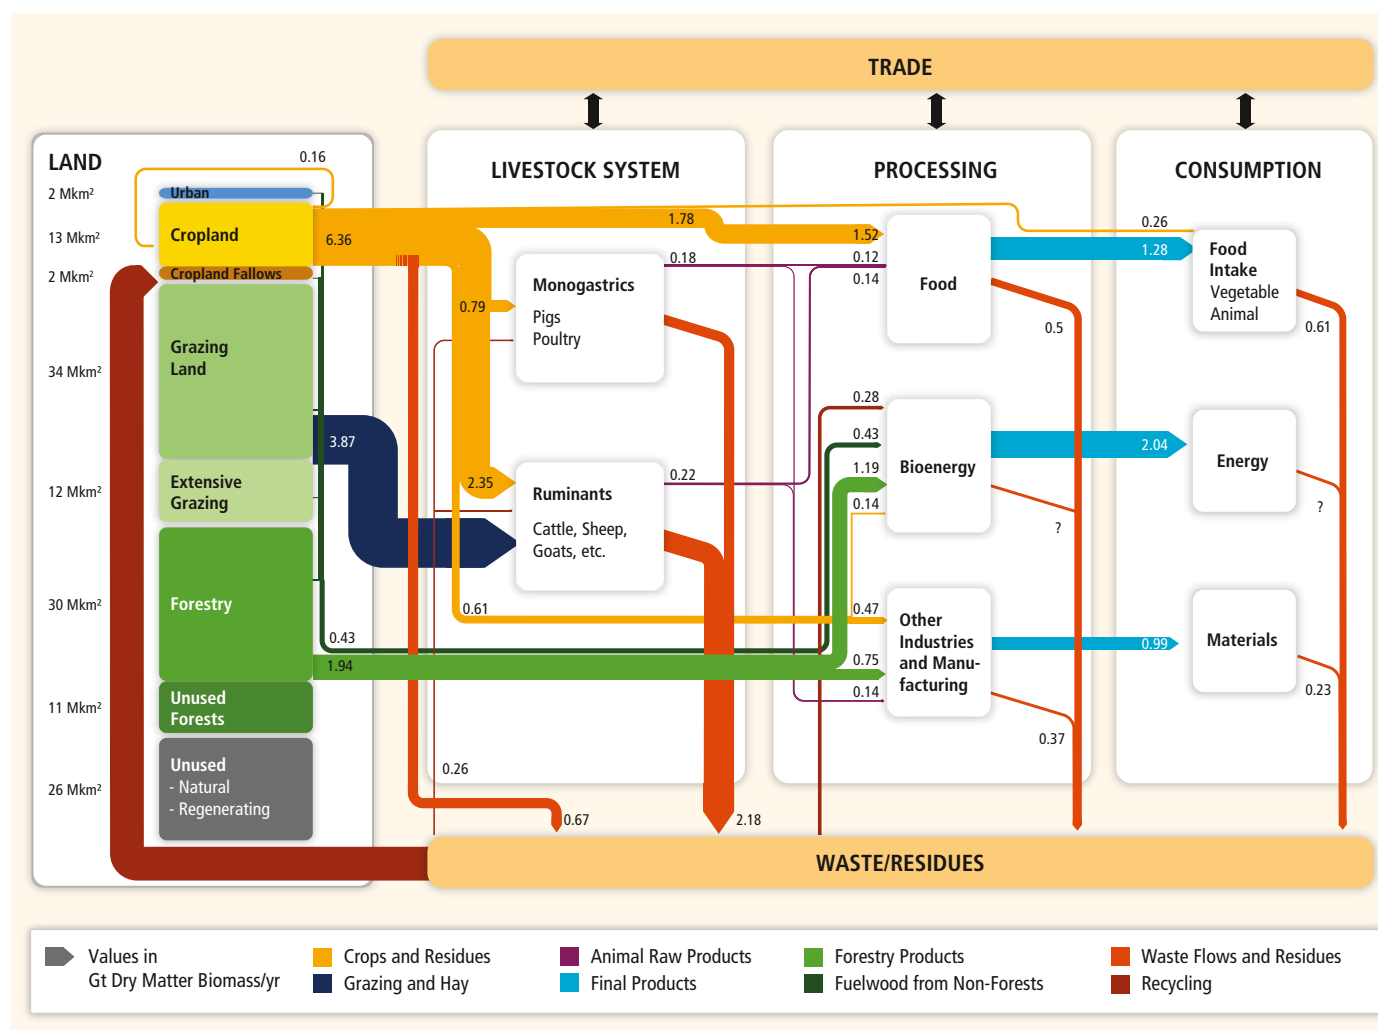 TRADE
LAND
LIVESTOCK SYSTEM
PROCESSING
CONSUMPTION
2 Mkm²
13 Mkm²
2 Mkm²
34 Mkm²
12 Mkm²
30 Mkm²
11 Mkm²
26 Mkm²
0.16
Urban
Cropland
Cropland Fallows
Grazing
Land
Extensive
Grazing
Forestry
Unused
Forests
Unused
- Natural
- Regenerating
6.36
3.87
0.43
1.94
1.78
0.79
2.35
0.61
0.26
0.67
2.18
Monogastrics
Pigs
Poultry
0.18
Ruminants
Cattle, Sheep,
Goats, etc.
0.22
1.52
0.12
0.14
Food
0.5
0.28
0.43
1.19
0.14
Bioenergy
?
0.47
0.75
0.14
Other
Industries
and Manu-
facturing
0.37
0.26
1.28
Food
Intake
Vegetable
Animal
0.61
2.04
Energy
?
0.99
Materials
0.23
WASTE/RESIDUES
Values in
Gt Dry Matter Biomass/yr
Crops and Residues
Grazing and Hay
Animal Raw Products
Final Products
Forestry Products
Fuelwood from Non-Forests
Waste Flows and Residues
Recycling